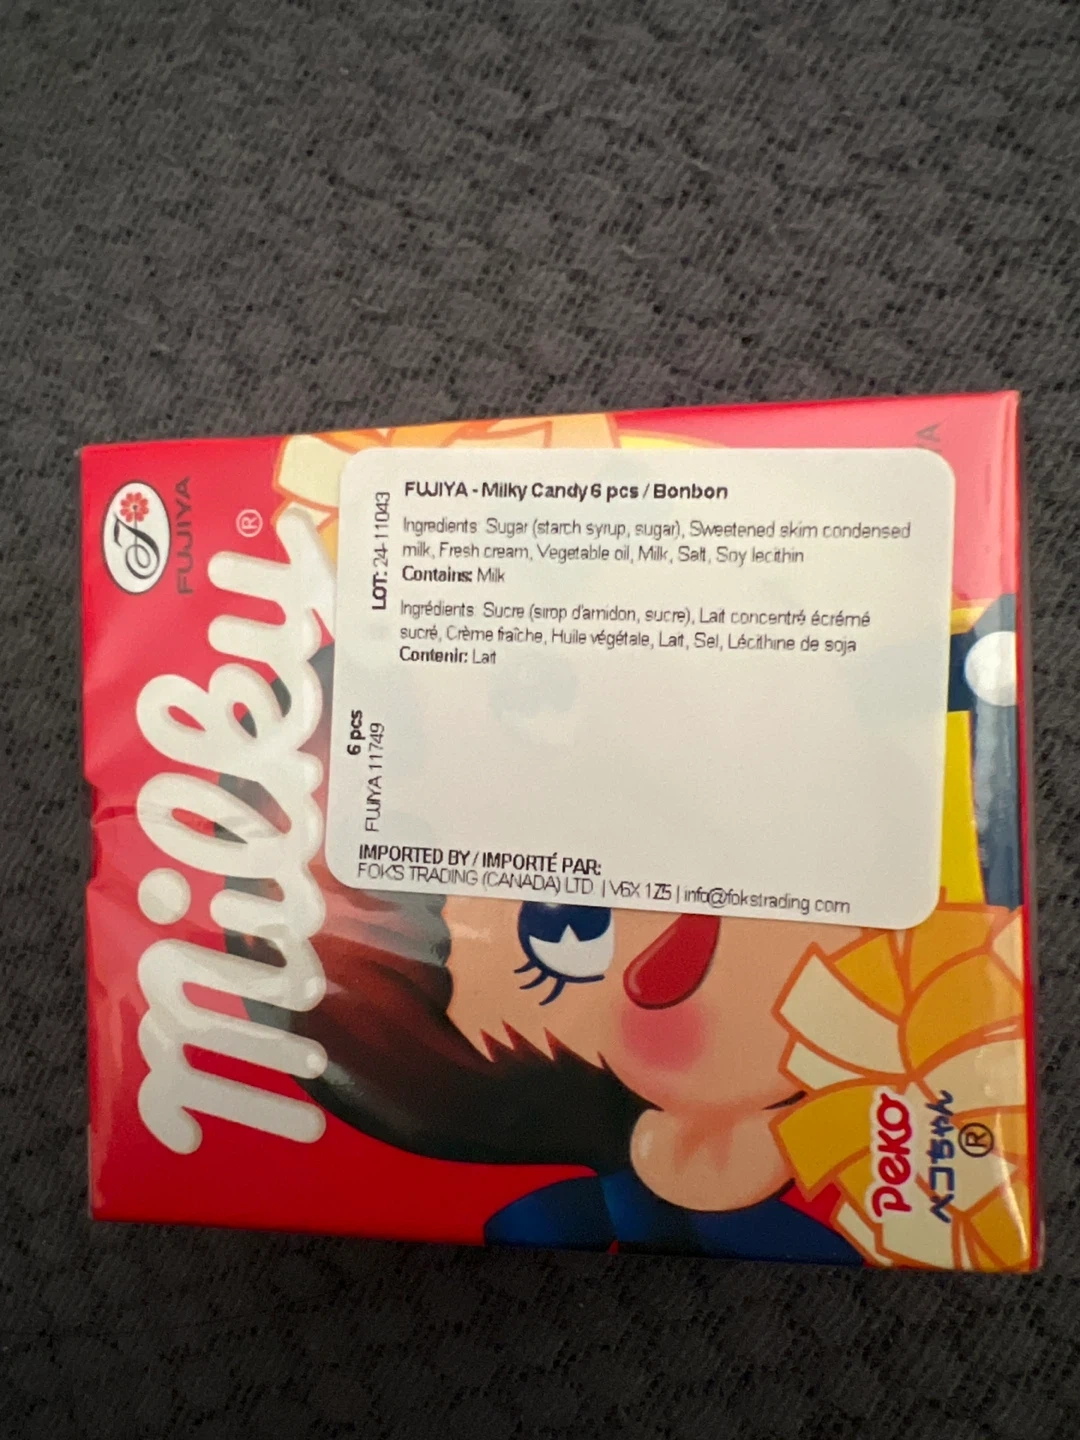 FUJIYA
milky®
FUJIYA - Milky Candy 6 pcs / Bonbon
Ingredients: Sugar (starch syrup, sugar), Sweetened skim condensed
milk, Fresh cream, Vegetable oil, Milk, Salt, Soy lecithin
Contains: Milk
Ingrédients: Sucre (sirop d'amidon, sucre), Lait concentré écrémé
sucré, Crème fraîche, Huile végétale, Lait, Sel, Lécithine de soja
Contenir: Lait
LOT: 24-11043
6 pcs
FUJIYA 11749
IMPORTED BY / IMPORTÉ PAR:
FOKS TRADING (CANADA) LTD. | V6X 1Z5 | info@fokstrading.com
PEKO
ペコちゃん®